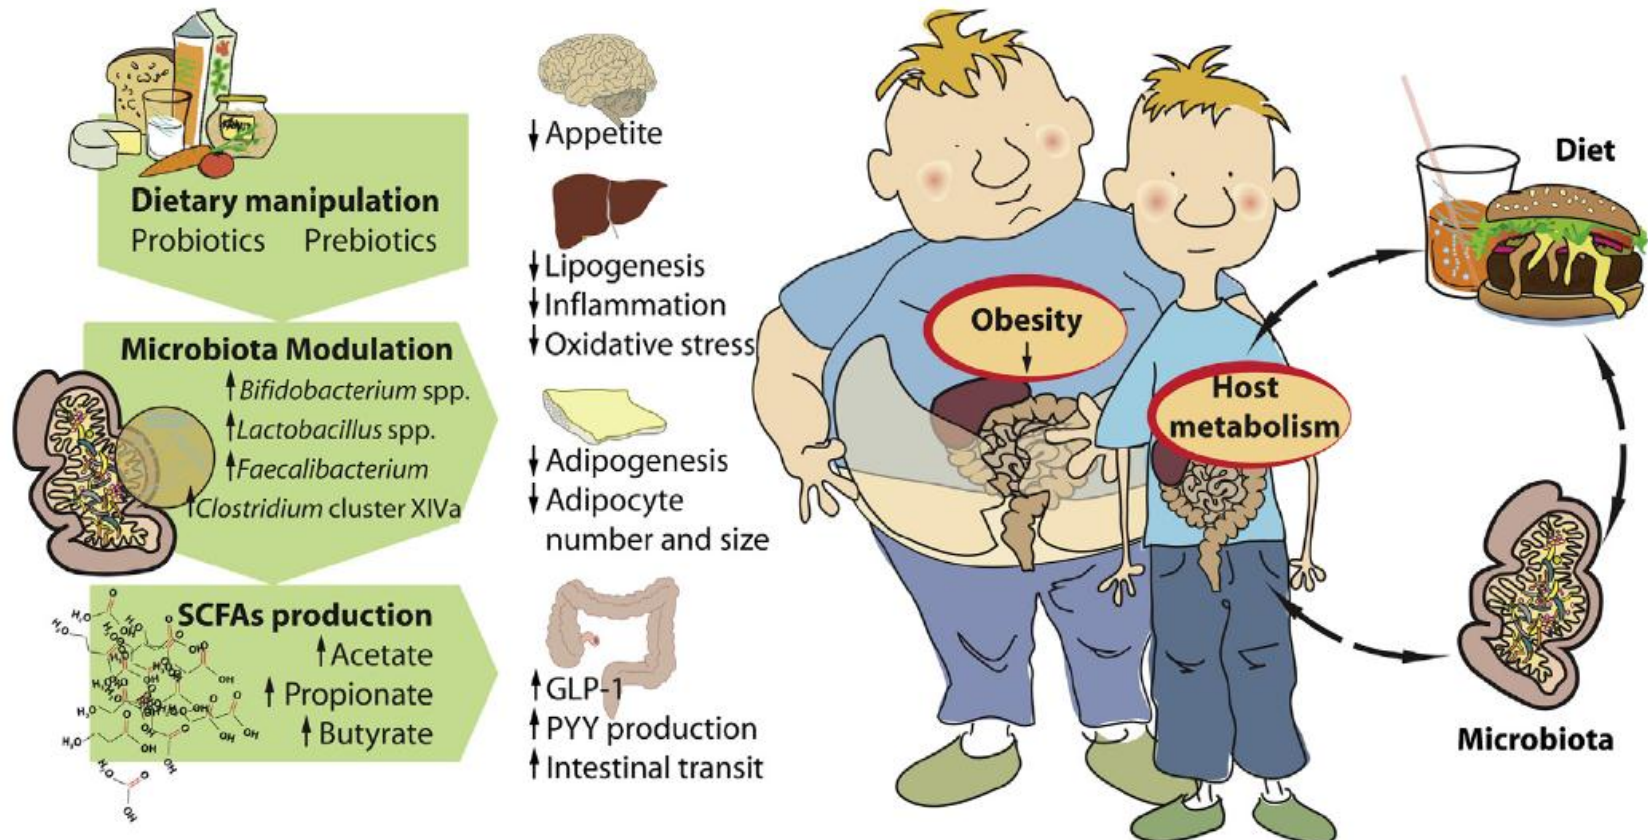 Dietary manipulation
Probiotics Prebiotics
Microbiota Modulation
↑Bifidobacterium spp.
↑Lactobacillus spp.
↑Faecalibacterium
↑Clostridium cluster XIVa
SCFAs production
↑Acetate
↑Propionate
↑Butyrate
↓Appetite
↓Lipogenesis
↓Inflammation
↓Oxidative stress
↓Adipogenesis
↓Adipocyte
number and size
↑GLP-1
↑PYY production
↑Intestinal transit
Obesity
↓
Host
metabolism
Diet
Microbiota